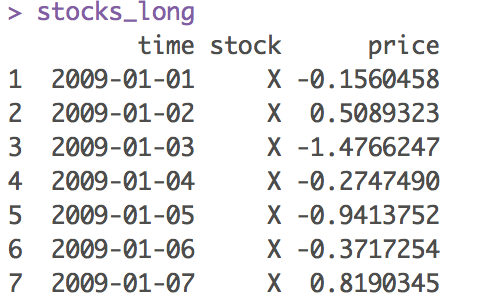 > stocks_long
time stock price
1 2009-01-01 X -0.1560458
2 2009-01-02 X 0.5089323
3 2009-01-03 X -1.4766247
4 2009-01-04 X -0.2747490
5 2009-01-05 X -0.9413752
6 2009-01-06 X -0.3717254
7 2009-01-07 X 0.8190345